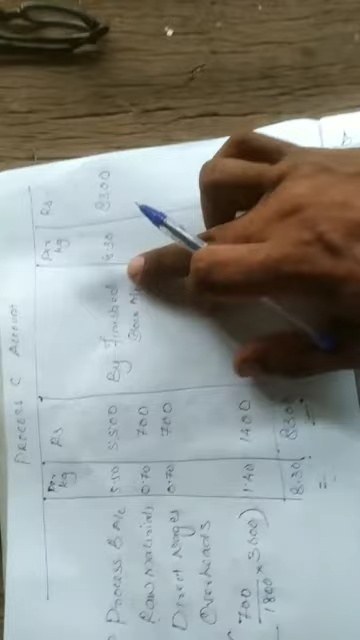 PROCESS C Account
Per kg Rs Per kg Rs
Process B A/c 5.50 5500 By Finished 8.30 8300
Raw materials 0.70 700
Direct Wages 0.70 700
Overheads
(700/1800 × 3600) 1.40 1400
8.30 8300